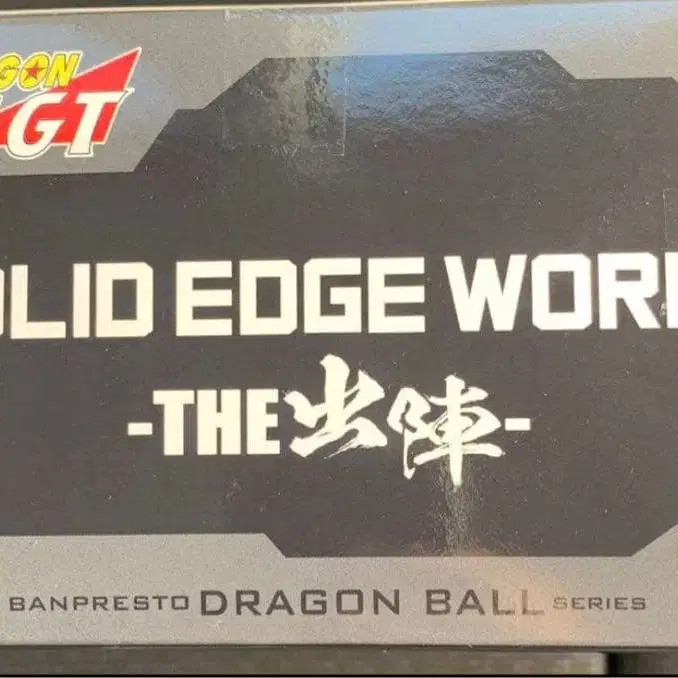 GON
GT
OLID EDGE WOR
-THE出陣-
BANPRESTO DRAGON BALL SERIES